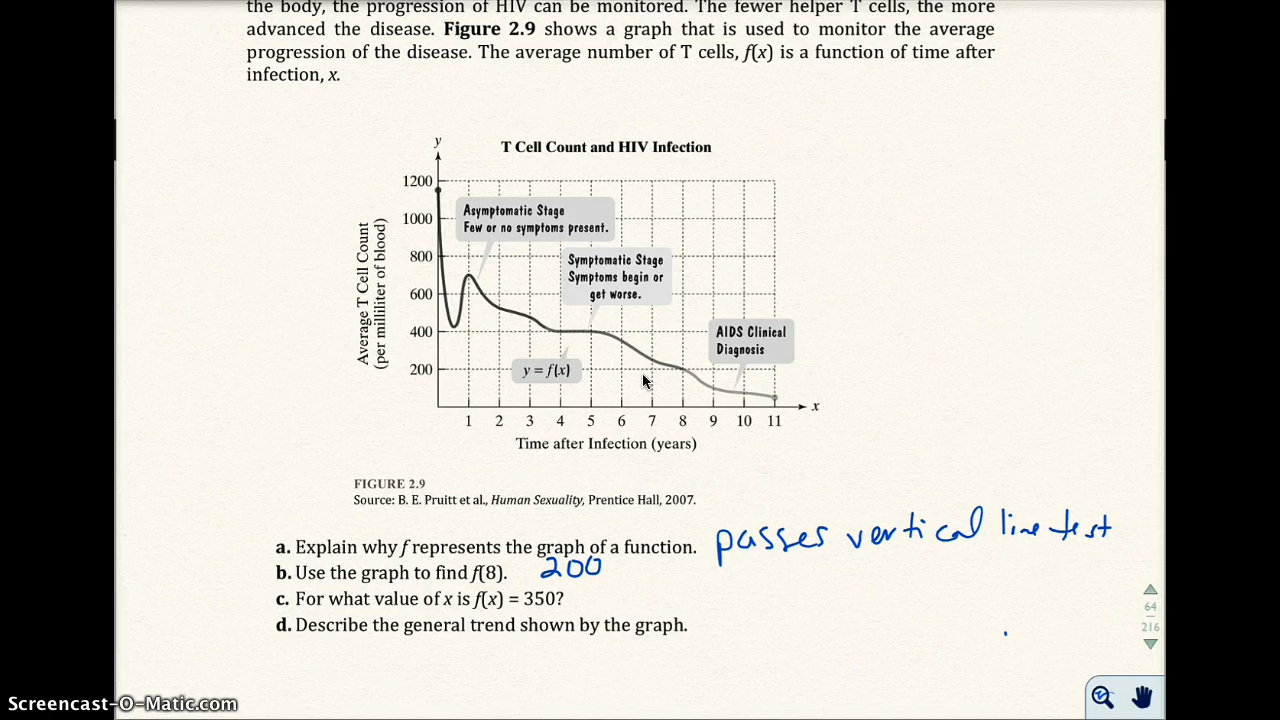 the body, the progression of HIV can be monitored. The fewer helper T cells, the more
advanced the disease. Figure 2.9 shows a graph that is used to monitor the average
progression of the disease. The average number of T cells, f(x) is a function of time after
infection, x.
y
T Cell Count and HIV Infection
1200
1000
800
600
400
200
Average T Cell Count
(per milliliter of blood)
Asymptomatic Stage
Few or no symptoms present.
Symptomatic Stage
Symptoms begin or
get worse.
AIDS Clinical
Diagnosis
y = f(x)
x
1 2 3 4 5 6 7 8 9 10 11
Time after Infection (years)
FIGURE 2.9
Source: B. E. Pruitt et al., Human Sexuality, Prentice Hall, 2007.
a. Explain why f represents the graph of a function. passes vertical line test
b. Use the graph to find f(8). 200
c. For what value of x is f(x) = 350?
d. Describe the general trend shown by the graph.
64
216
Screencast-O-Matic.com